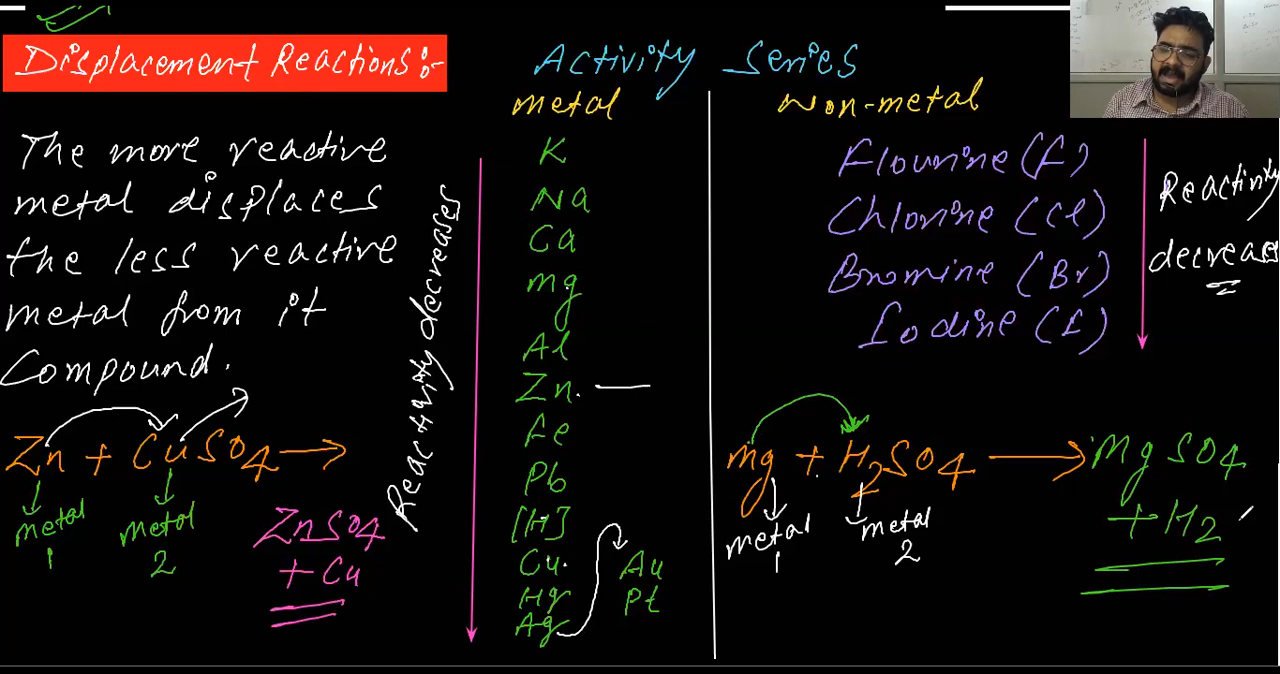 Displacement Reactions:-
The more reactive
metal displaces
the less reactive
metal from it
Compound.
Zn + CuSO4 →
metal 1
metal 2
ZnSO4
+ Cu
Activity Series
metal
Reactivity decreases
K
Na
Ca
mg
Al
Zn
Fe
Pb
[H]
Cu
Hg
Ag
Au
Pt
Non-metal
Flourine (F)
Chlorine (Cl)
Bromine (Br)
Iodine (I)
Reactivity
decreases
mg + H2SO4 → MgSO4
+ H2
metal 1
metal 2